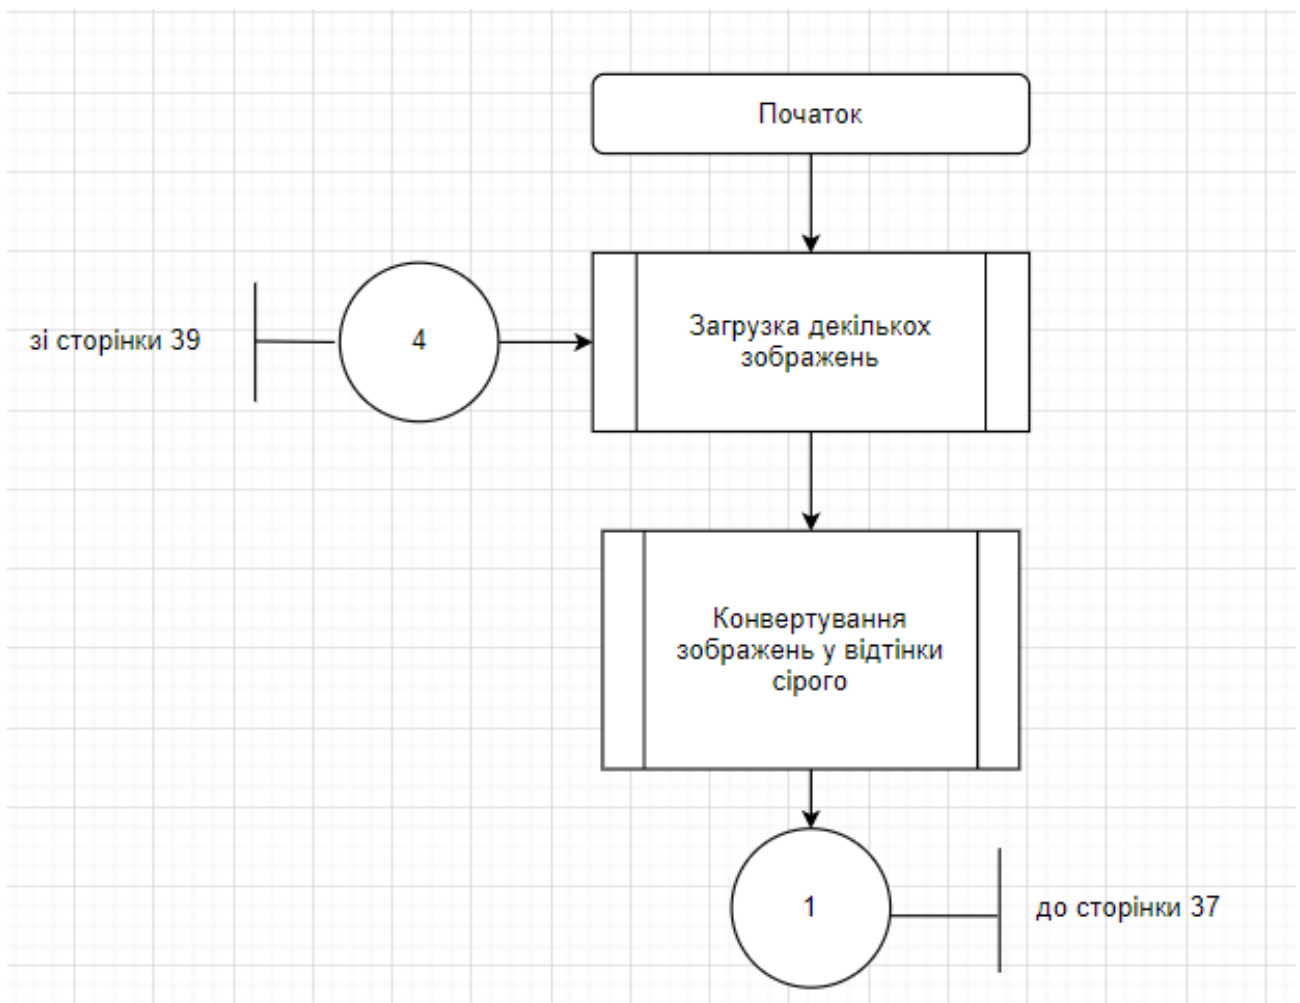 Початок
зі сторінки 39
4
Загрузка декількох
зображень
Конвертування
зображень у відтінки
сірого
1
до сторінки 37